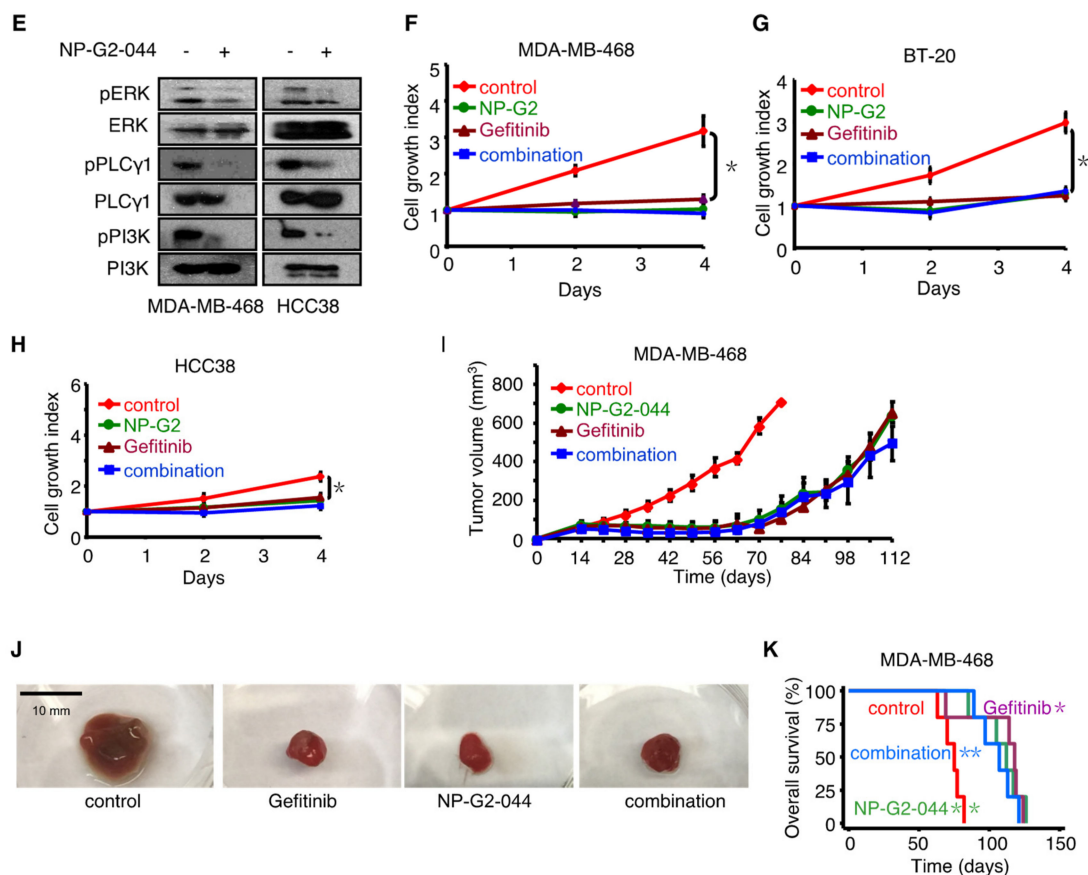 E
NP-G2-044 - + - +
pERK
ERK
pPLCγ1
PLCγ1
pPI3K
PI3K
MDA-MB-468 HCC38
F
MDA-MB-468
Cell growth index
5
4
3
2
1
0
control
NP-G2
Gefitinib
combination
*
0 1 2 3 4
Days
G
BT-20
Cell growth index
4
3
2
1
0
control
NP-G2
Gefitinib
combination
*
0 1 2 3 4
Days
H
HCC38
Cell growth index
6
4
2
0
control
NP-G2
Gefitinib
combination
*
0 1 2 3 4
Days
I
MDA-MB-468
Tumor volume (mm³)
800
600
400
200
0
control
NP-G2-044
Gefitinib
combination
0 14 28 42 56 70 84 98 112
Time (days)
J
10 mm
control Gefitinib NP-G2-044 combination
K
MDA-MB-468
Overall survival (%)
100
75
50
25
0
control
Gefitinib*
combination **
NP-G2-044**
0 50 100 150
Time (days)